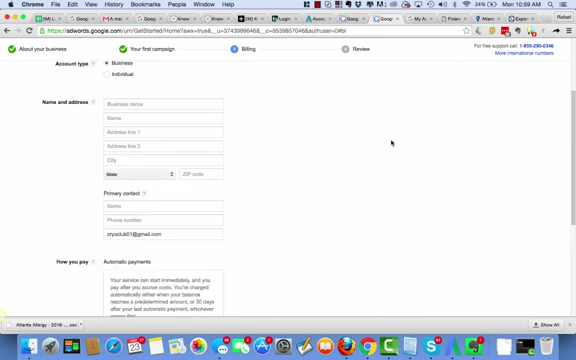 Chrome File Edit View History Bookmarks People Window Help
Mon 10:59 AM
Rafael
https://adwords.google.com/um/GetStarted/Home?awx=true&__u=3743989646&__c=9539857046&authuser=0#bl
About your business
Your first campaign
Billing
Review
For free support call: 1-855-290-0346
More international numbers
Account type ?
Business
Individual
Name and address ?
Business name
Name
Address line 1
Address line 2
City
State
ZIP code
Primary contact ?
Name
Phone number
cryoclub01@gmail.com
How you pay ?
Automatic payments
Your service can start immediately, and you
pay after you accrue costs. You're charged
automatically either when your balance
reaches a predetermined amount, or 30 days
after your last automatic payment, whichever
Atlanta Allergy - 2016-....csv
Show All